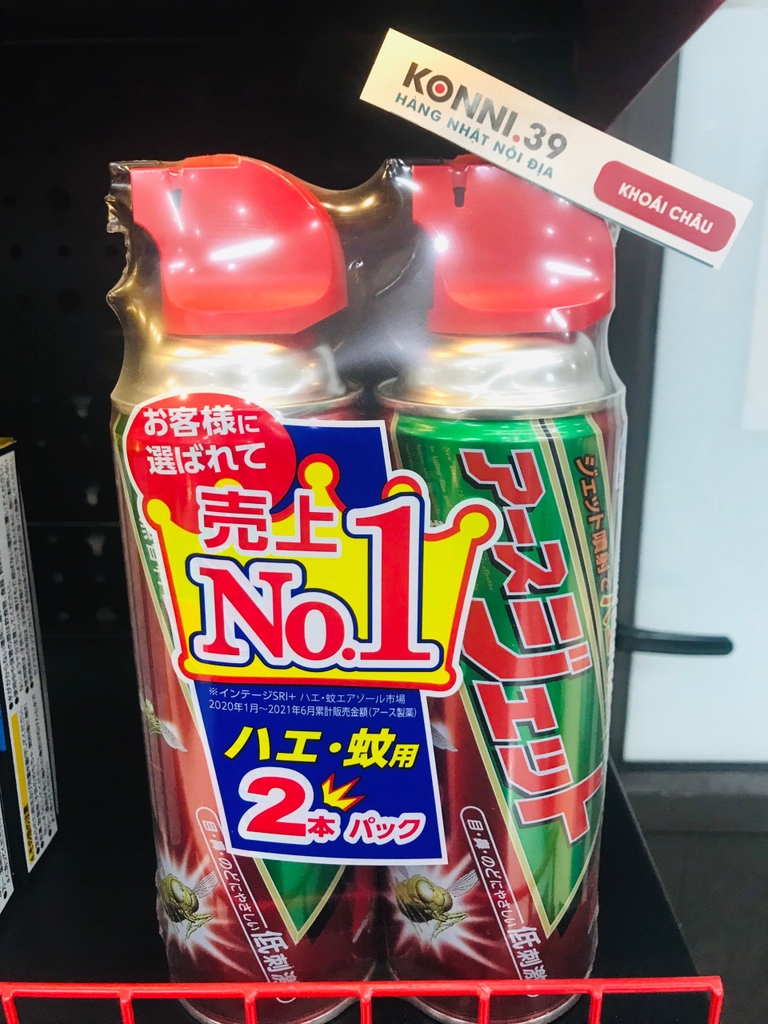 KONNI.39
HÀNG NHẬT NỘI ĐỊA
KHOÁI CHÂU
お客様に
選ばれて
売上
No.1
※インテージSRI+ ハエ・蚊エアゾール市場
2020年1月～2021年6月累計販売金額(アース製薬)
ハエ・蚊用
2本パック
アースジェット
ジェット噴射で
目・鼻・のどにやさしい
低刺激
目・鼻・のどにやさしい
低刺激